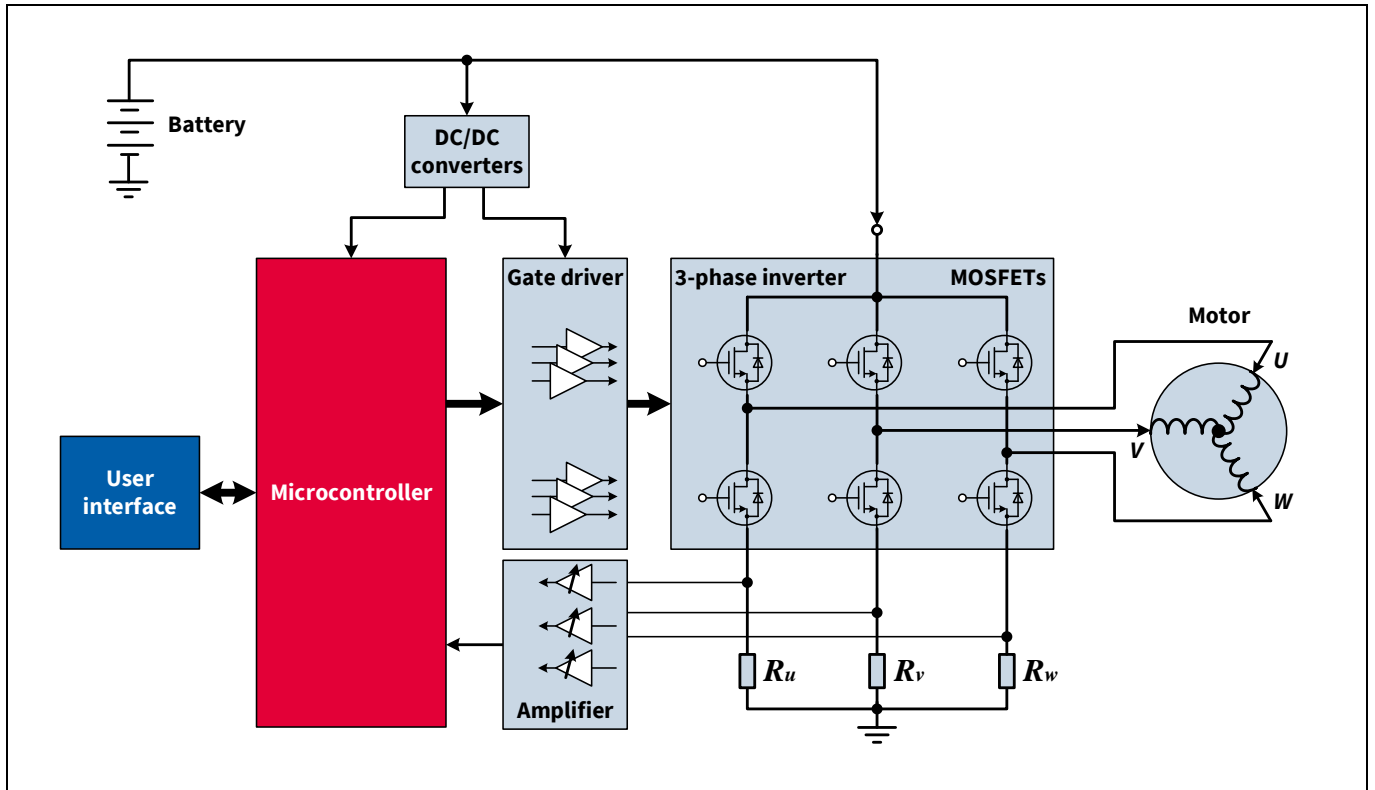 Battery
DC/DC
converters
Gate driver
3-phase inverter
MOSFETs
Motor
U
V
W
User
interface
Microcontroller
Amplifier
Ru
Rv
Rw